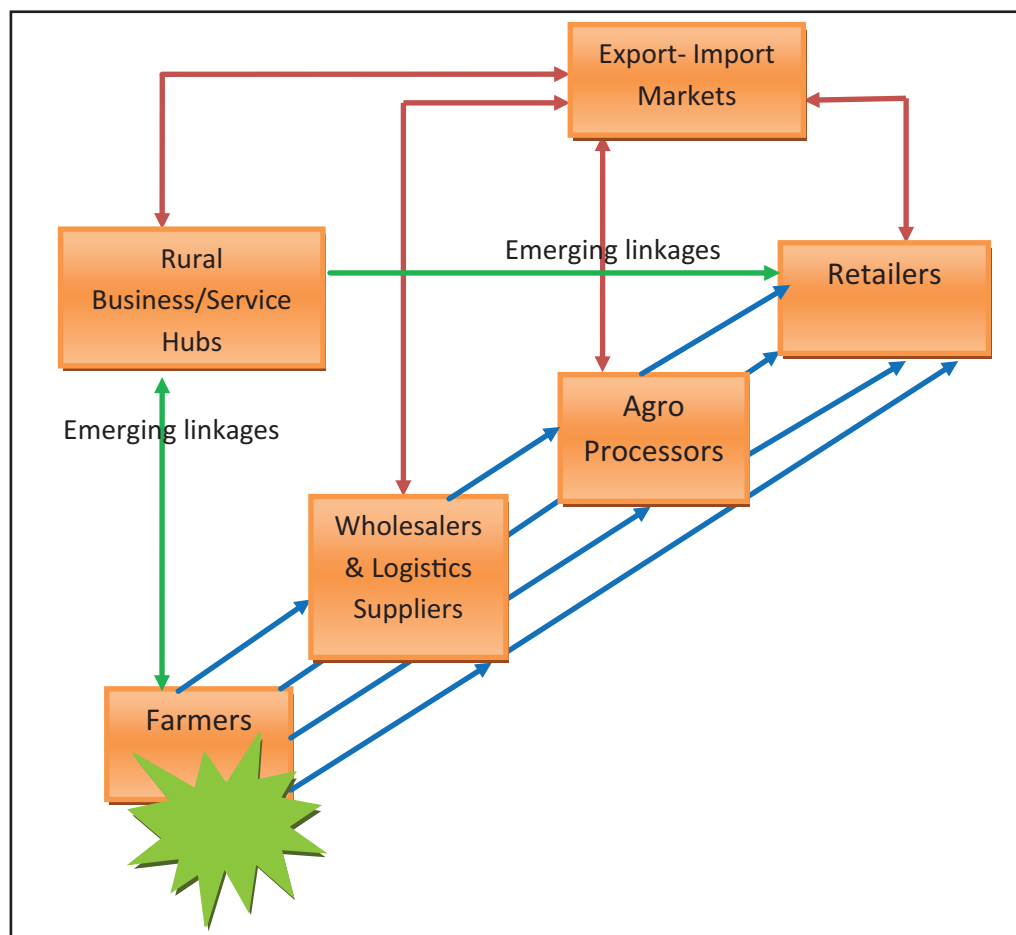 Export- Import
Markets
Emerging linkages
Rural
Business/Service
Hubs
Retailers
Agro
Processors
Emerging linkages
Wholesalers
& Logistics
Suppliers
Farmers